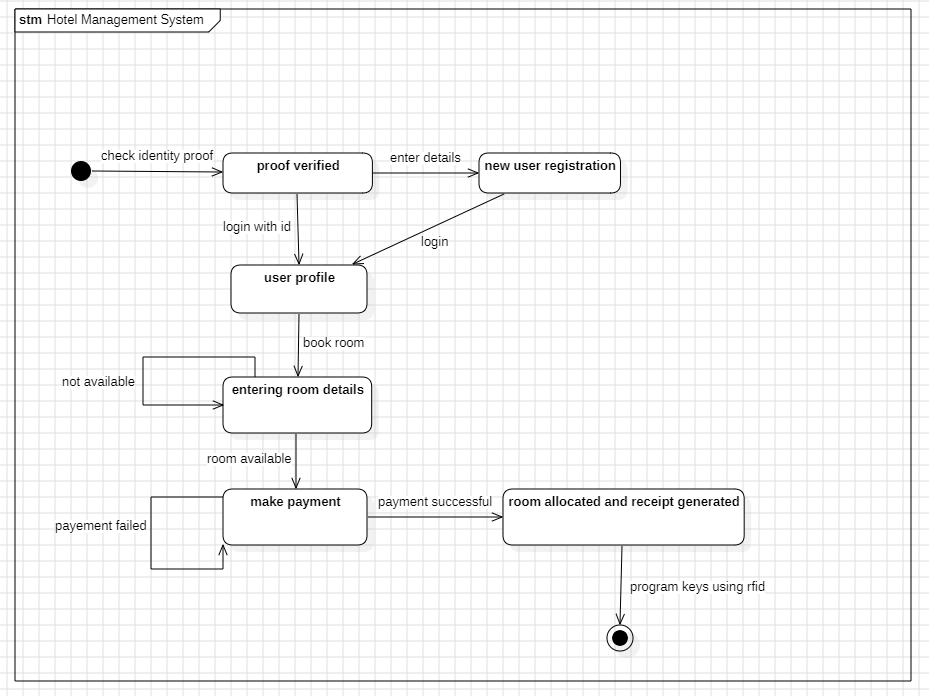 stm Hotel Management System
check identity proof
proof verified
enter details
new user registration
login with id
login
user profile
book room
not available
entering room details
room available
make payment
payment successful
room allocated and receipt generated
payement failed
program keys using rfid